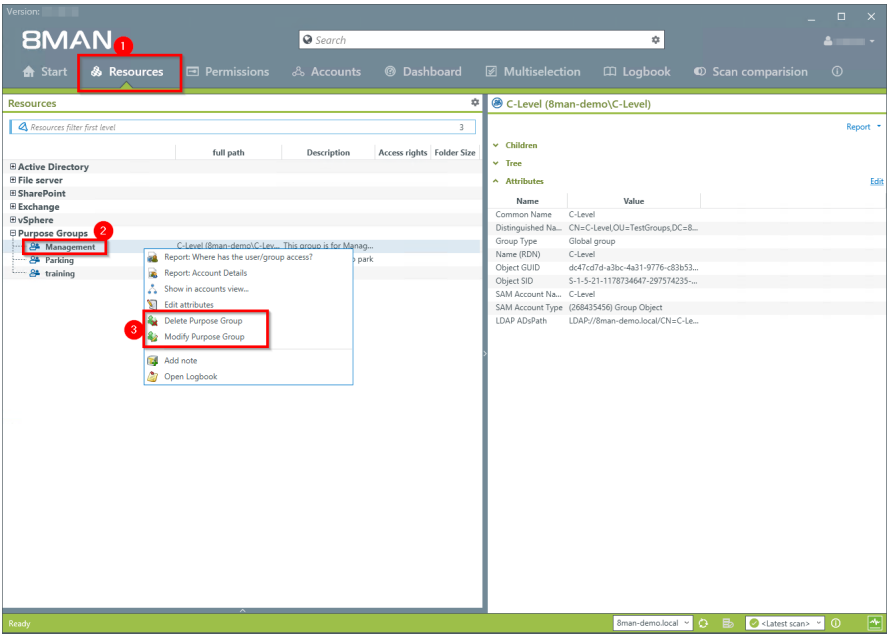 Version:
8MAN
1
Search
Start
Resources
Permissions
Accounts
Dashboard
Multiselection
Logbook
Scan comparision
Resources
Resources filter first level
3
full path
Description
Access rights
Folder Size
Active Directory
File server
SharePoint
Exchange
vSphere
Purpose Groups
2
Management
C-Level (8man-demo\C-Lev...
This group is for Manag...
Parking
park
training
Report: Where has the user/group access?
Report: Account Details
Show in accounts view...
Edit attributes
3
Delete Purpose Group
Modify Purpose Group
Add note
Open Logbook
C-Level (8man-demo\C-Level)
Report
Children
Tree
Attributes
Edit
Name
Value
Common Name C-Level
Distinguished Na... CN=C-Level,OU=TestGroups,DC=8...
Group Type Global group
Name (RDN) C-Level
Object GUID dc47cd7d-a3bc-4a31-9776-c83b53...
Object SID S-1-5-21-1178734647-297574235-...
SAM Account Na... C-Level
SAM Account Type (268435456) Group Object
LDAP ADsPath LDAP://8man-demo.local/CN=C-Le...
Ready
8man-demo.local
<Latest scan>